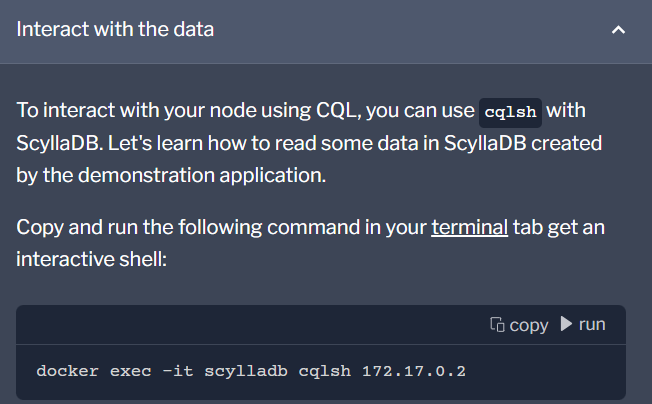 Interact with the data
To interact with your node using CQL, you can use cqlsh with
ScyllaDB. Let's learn how to read some data in ScyllaDB created
by the demonstration application.
Copy and run the following command in your terminal tab get an
interactive shell:
copy run
docker exec -it scylladb cqlsh 172.17.0.2